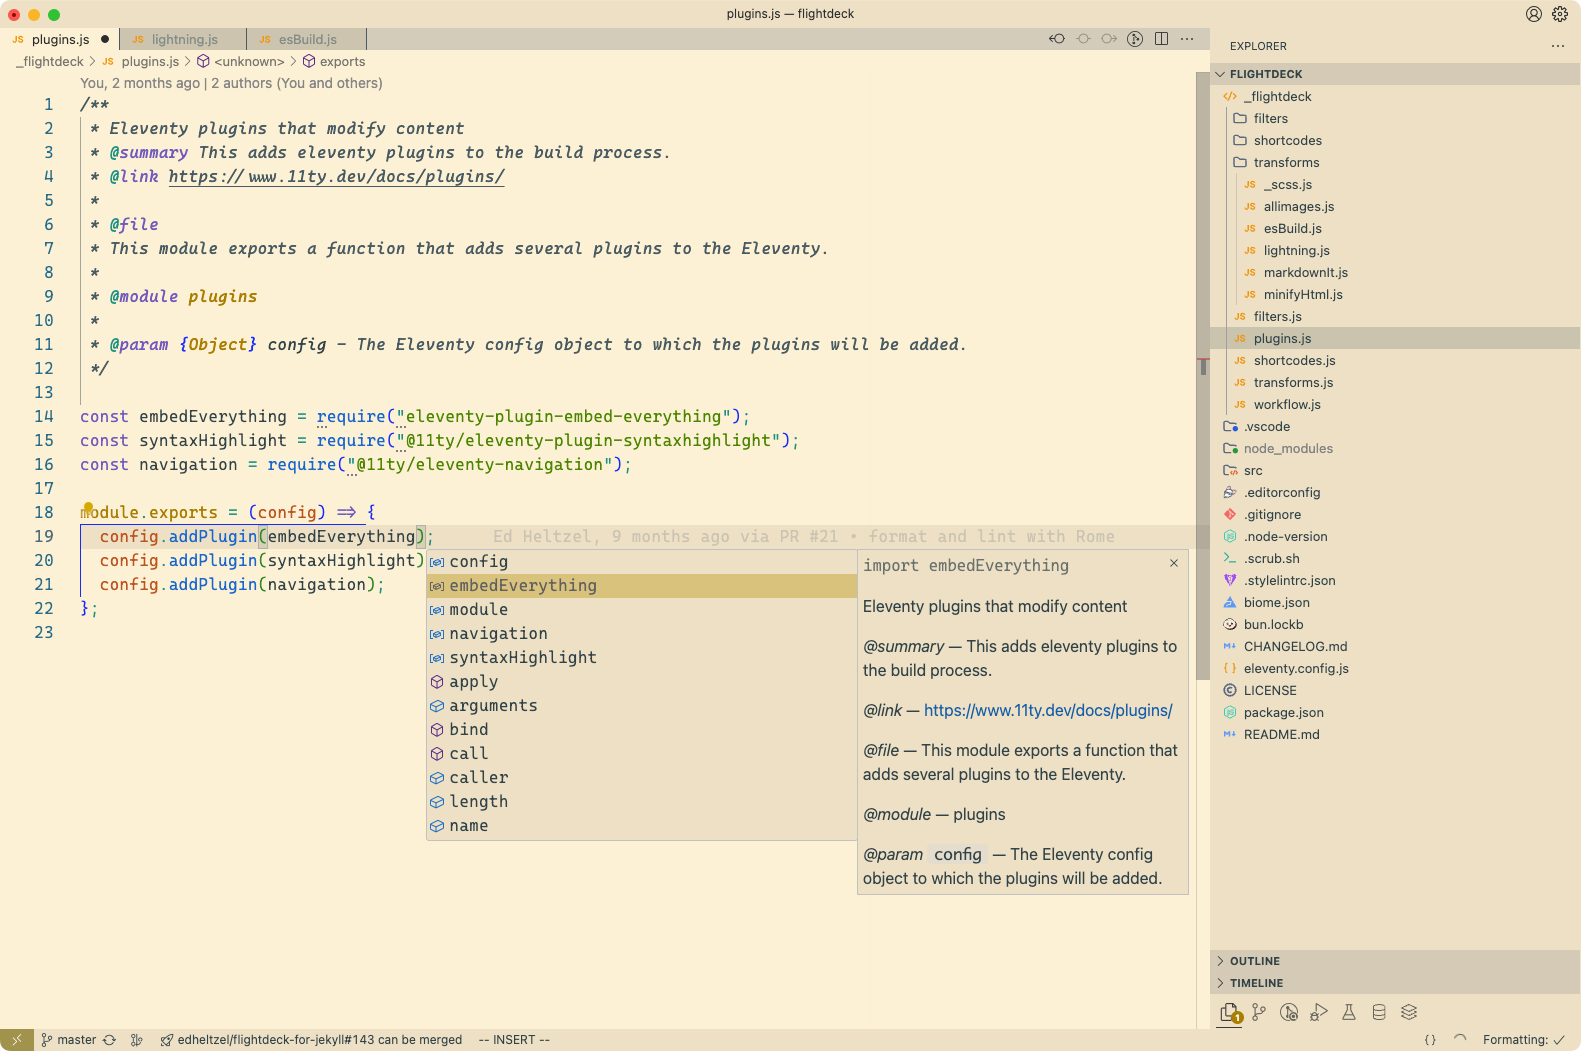 plugins.js — flightdeck
JS plugins.js
JS lightning.js
JS esBuild.js
_flightdeck > JS plugins.js > <unknown> > exports
You, 2 months ago | 2 authors (You and others)
1 /**
2 * Eleventy plugins that modify content
3 * @summary This adds eleventy plugins to the build process.
4 * @link https://www.11ty.dev/docs/plugins/
5 *
6 * @file
7 * This module exports a function that adds several plugins to the Eleventy.
8 *
9 * @module plugins
10 *
11 * @param {Object} config - The Eleventy config object to which the plugins will be added.
12 */
13
14 const embedEverything = require("eleventy-plugin-embed-everything");
15 const syntaxHighlight = require("@11ty/eleventy-plugin-syntaxhighlight");
16 const navigation = require("@11ty/eleventy-navigation");
17
18 module.exports = (config) => {
19 config.addPlugin(embedEverything); Ed Heltzel, 9 months ago via PR #21 • format and lint with Rome
20 config.addPlugin(syntaxHighlight)
21 config.addPlugin(navigation);
22 };
23
config
embedEverything
module
navigation
syntaxHighlight
apply
arguments
bind
call
caller
length
name
import embedEverything
Eleventy plugins that modify content
@summary — This adds eleventy plugins to
the build process.
@link — https://www.11ty.dev/docs/plugins/
@file — This module exports a function that
adds several plugins to the Eleventy.
@module — plugins
@param config — The Eleventy config
object to which the plugins will be added.
EXPLORER
FLIGHTDECK
_flightdeck
filters
shortcodes
transforms
JS _scss.js
JS allimages.js
JS esBuild.js
JS lightning.js
JS markdownIt.js
JS minifyHtml.js
JS filters.js
JS plugins.js
JS shortcodes.js
JS transforms.js
JS workflow.js
.vscode
node_modules
src
.editorconfig
.gitignore
.node-version
.scrub.sh
.stylelintrc.json
biome.json
bun.lockb
CHANGELOG.md
eleventy.config.js
LICENSE
package.json
README.md
OUTLINE
TIMELINE
1
master
edheltzel/flightdeck-for-jekyll#143 can be merged
-- INSERT --
{ }
Formatting: ✓